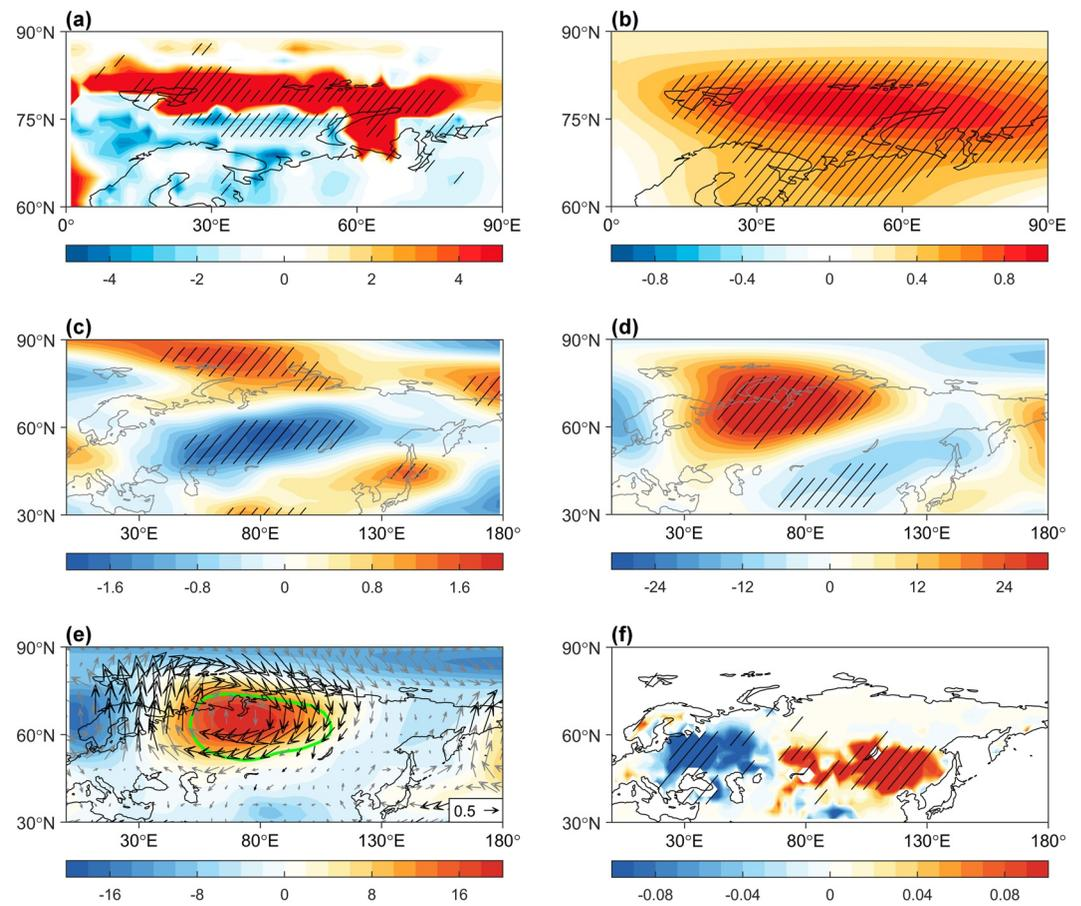 (a) (b)
90°N 90°N
75°N 75°N
60°N 60°N
0° 30°E 60°E 90°E 0° 30°E 60°E 90°E
-4 -2 0 2 4 -0.8 -0.4 0 0.4 0.8
(c) (d)
90°N 90°N
60°N 60°N
30°N 30°N
30°E 80°E 130°E 180° 30°E 80°E 130°E 180°
-1.6 -0.8 0 0.8 1.6 -24 -12 0 12 24
(e) (f)
90°N 90°N
60°N 60°N
0.5
30°N 30°N
30°E 80°E 130°E 180° 30°E 80°E 130°E 180°
-16 -8 0 8 16 -0.08 -0.04 0 0.04 0.08